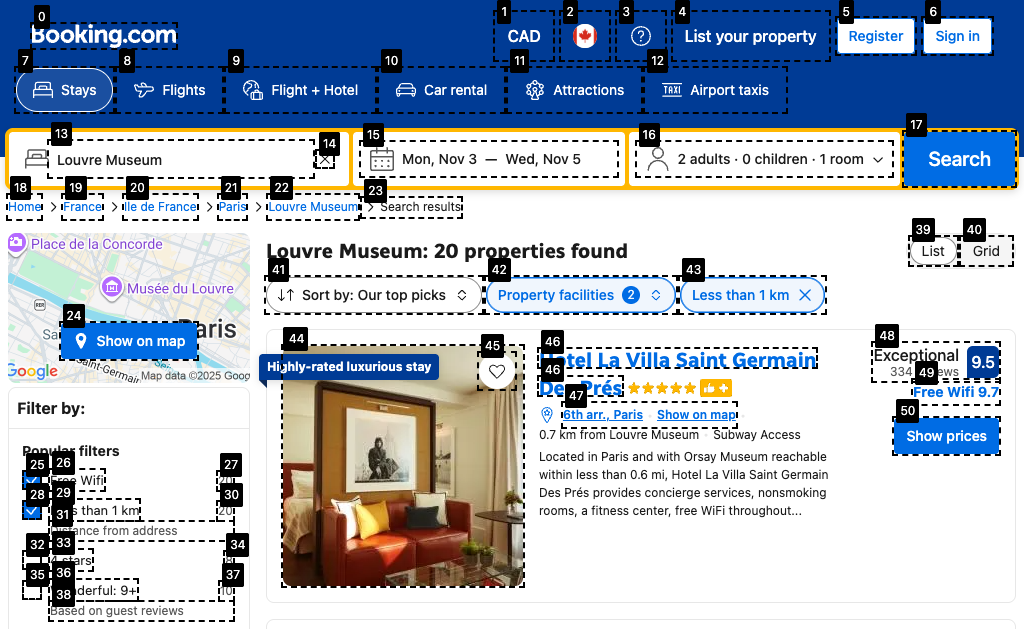 Booking.com
CAD
List your property
Register
Sign in
Stays
Flights
Flight + Hotel
Car rental
Attractions
Airport taxis
Louvre Museum
Mon, Nov 3 — Wed, Nov 5
2 adults · 0 children · 1 room
Search
Home > France > Ile de France > Paris > Louvre Museum > Search results
Place de la Concorde
Musée du Louvre
RER
Paris
Show on map
Saint-Germain
Google
Map data ©2025 Goog
Louvre Museum: 20 properties found
List
Grid
Sort by: Our top picks
Property facilities 2
Less than 1 km
Filter by:
Popular filters
Free Wifi
20
Less than 1 km
20
Distance from address
4 stars
Wonderful: 9+
10
Based on guest reviews
Highly-rated luxurious stay
Hotel La Villa Saint Germain
Des Prés
6th arr., Paris · Show on map
0.7 km from Louvre Museum · Subway Access
Located in Paris and with Orsay Museum reachable
within less than 0.6 mi, Hotel La Villa Saint Germain
Des Prés provides concierge services, nonsmoking
rooms, a fitness center, free WiFi throughout...
Exceptional
9.5
334 reviews
Free Wifi 9.7
Show prices
0
1
2
3
4
5
6
7
8
9
10
11
12
13
14
15
16
17
18
19
20
21
22
23
24
25
26
27
28
29
30
31
32
33
34
35
36
37
38
39
40
41
42
43
44
45
46
46
47
48
49
50